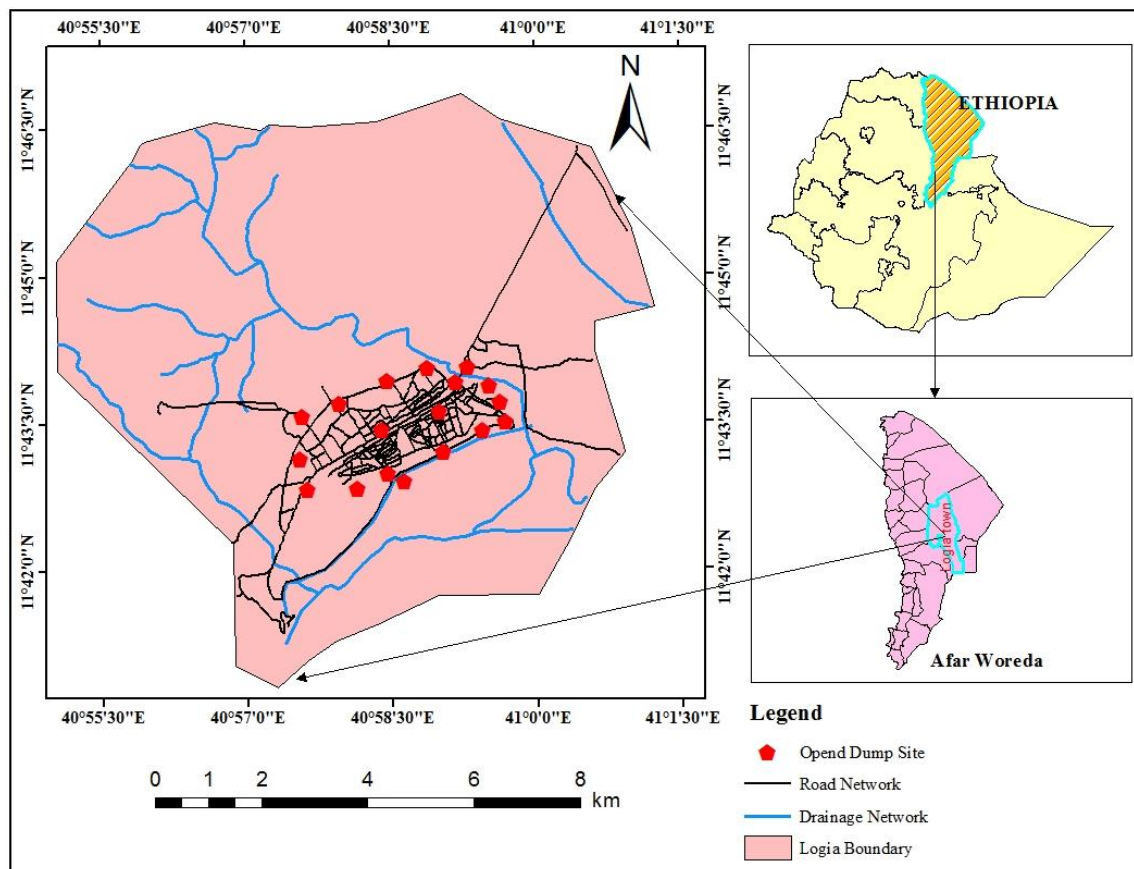 40°55'30"E 40°57'0"E 40°58'30"E 41°0'0"E 41°1'30"E
N
11°46'30"N
11°46'30"N
11°45'0"N
11°45'0"N
11°43'30"N
11°43'30"N
11°42'0"N
11°42'0"N
40°55'30"E 40°57'0"E 40°58'30"E 41°0'0"E 41°1'30"E
0 1 2 4 6 8
km
ETHIOPIA
Logia town
Afar Woreda
Legend
Opend Dump Site
Road Network
Drainage Network
Logia Boundary